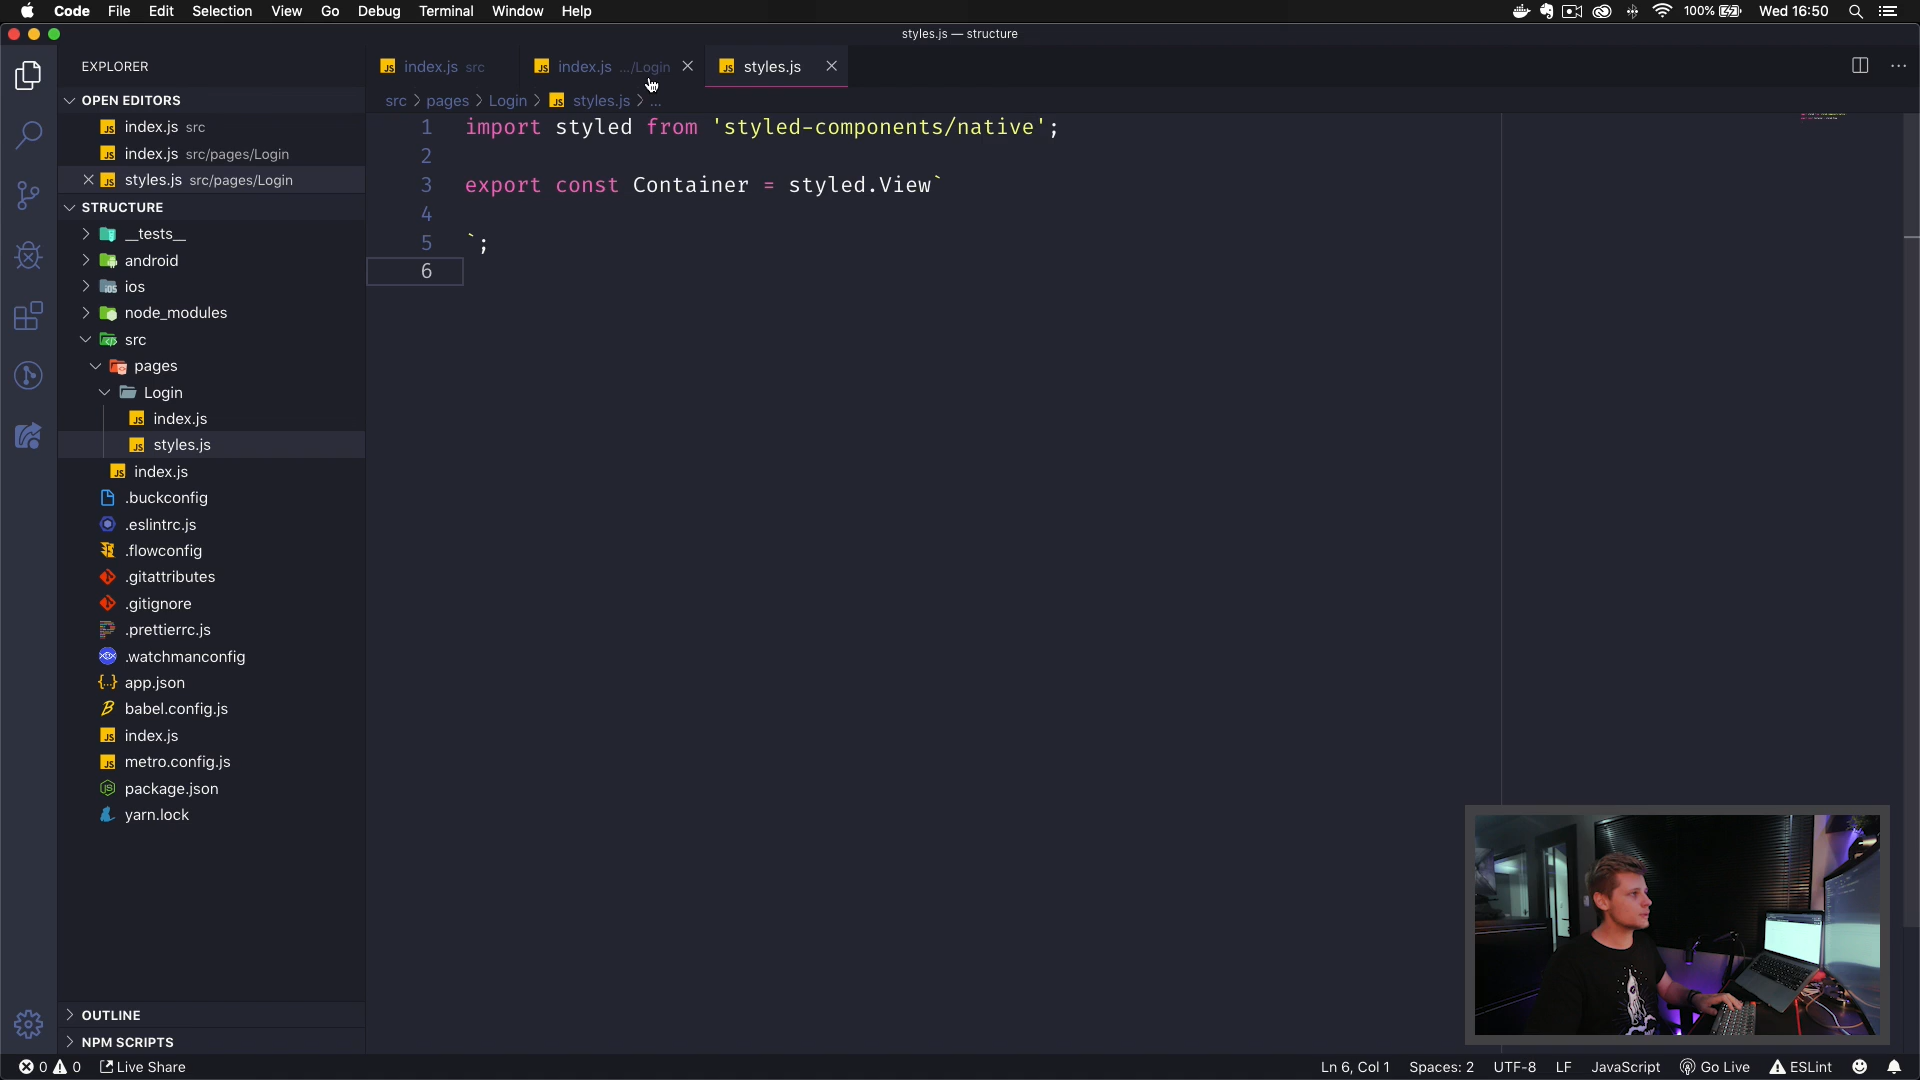 Code File Edit Selection View Go Debug Terminal Window Help
100% Wed 16:50
styles.js — structure
EXPLORER
OPEN EDITORS
index.js src
index.js src/pages/Login
styles.js src/pages/Login
STRUCTURE
__tests__
android
ios
node_modules
src
pages
Login
index.js
styles.js
index.js
.buckconfig
.eslintrc.js
.flowconfig
.gitattributes
.gitignore
.prettierrc.js
.watchmanconfig
app.json
babel.config.js
index.js
metro.config.js
package.json
yarn.lock
OUTLINE
NPM SCRIPTS
index.js src
index.js .../Login
styles.js
src > pages > Login > styles.js > ...
1 import styled from 'styled-components/native';
2
3 export const Container = styled.View`
4
5 `;
6
0 0 Live Share
Ln 6, Col 1 Spaces: 2 UTF-8 LF JavaScript Go Live ESLint